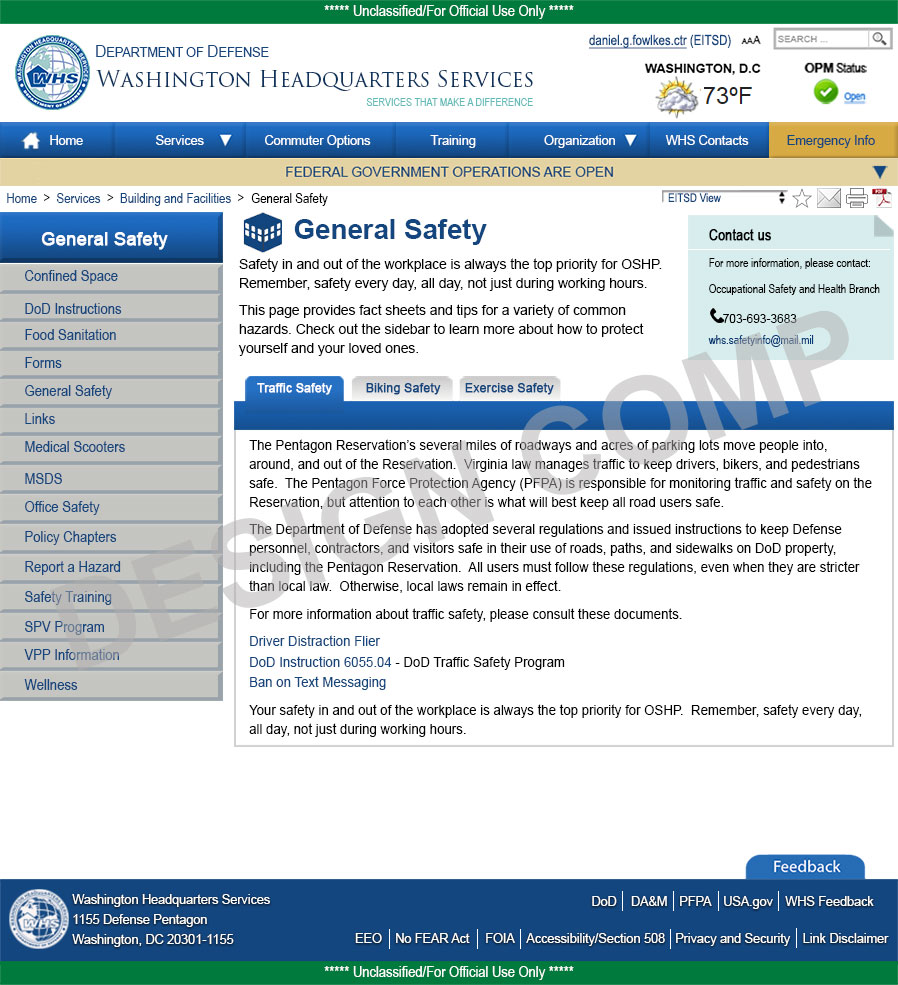 ***** Unclassified/For Official Use Only *****
DEPARTMENT OF DEFENSE
WASHINGTON HEADQUARTERS SERVICES
SERVICES THAT MAKE A DIFFERENCE
WHS
daniel.g.fowlkes.ctr (EITSD) AAA
SEARCH ...
WASHINGTON, D.C
73ºF
OPM Status
Open
Home Services Commuter Options Training Organization WHS Contacts Emergency Info
FEDERAL GOVERNMENT OPERATIONS ARE OPEN
Home > Services > Building and Facilities > General Safety
EITSD View
PDF
General Safety
Confined Space
DoD Instructions
Food Sanitation
Forms
General Safety
Links
Medical Scooters
MSDS
Office Safety
Policy Chapters
Report a Hazard
Safety Training
SPV Program
VPP Information
Wellness
General Safety
Safety in and out of the workplace is always the top priority for OSHP.
Remember, safety every day, all day, not just during working hours.
This page provides fact sheets and tips for a variety of common
hazards. Check out the sidebar to learn more about how to protect
yourself and your loved ones.
Contact us
For more information, please contact:
Occupational Safety and Health Branch
703-693-3683
whs.safetyinfo@mail.mil
Traffic Safety Biking Safety Exercise Safety
The Pentagon Reservation's several miles of roadways and acres of parking lots move people into,
around, and out of the Reservation. Virginia law manages traffic to keep drivers, bikers, and pedestrians
safe. The Pentagon Force Protection Agency (PFPA) is responsible for monitoring traffic and safety on the
Reservation, but attention to each other is what will best keep all road users safe.
The Department of Defense has adopted several regulations and issued instructions to keep Defense
personnel, contractors, and visitors safe in their use of roads, paths, and sidewalks on DoD property,
including the Pentagon Reservation. All users must follow these regulations, even when they are stricter
than local law. Otherwise, local laws remain in effect.
For more information about traffic safety, please consult these documents.
Driver Distraction Flier
DoD Instruction 6055.04 - DoD Traffic Safety Program
Ban on Text Messaging
Your safety in and out of the workplace is always the top priority for OSHP. Remember, safety every day,
all day, not just during working hours.
DESIGN COMP
Feedback
WHS
Washington Headquarters Services
1155 Defense Pentagon
Washington, DC 20301-1155
DoD DA&M PFPA USA.gov WHS Feedback
EEO No FEAR Act FOIA Accessibility/Section 508 Privacy and Security Link Disclaimer
***** Unclassified/For Official Use Only *****